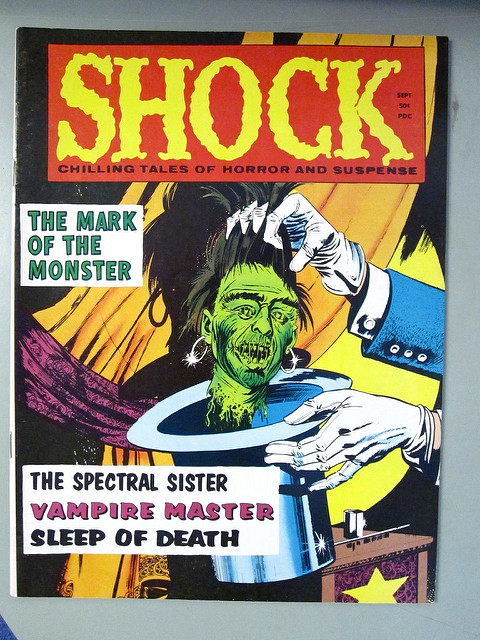 SHOCK
SEPT
50¢
PDC
CHILLING TALES OF HORROR AND SUSPENSE
THE MARK
OF THE
MONSTER
THE SPECTRAL SISTER
VAMPIRE MASTER
SLEEP OF DEATH